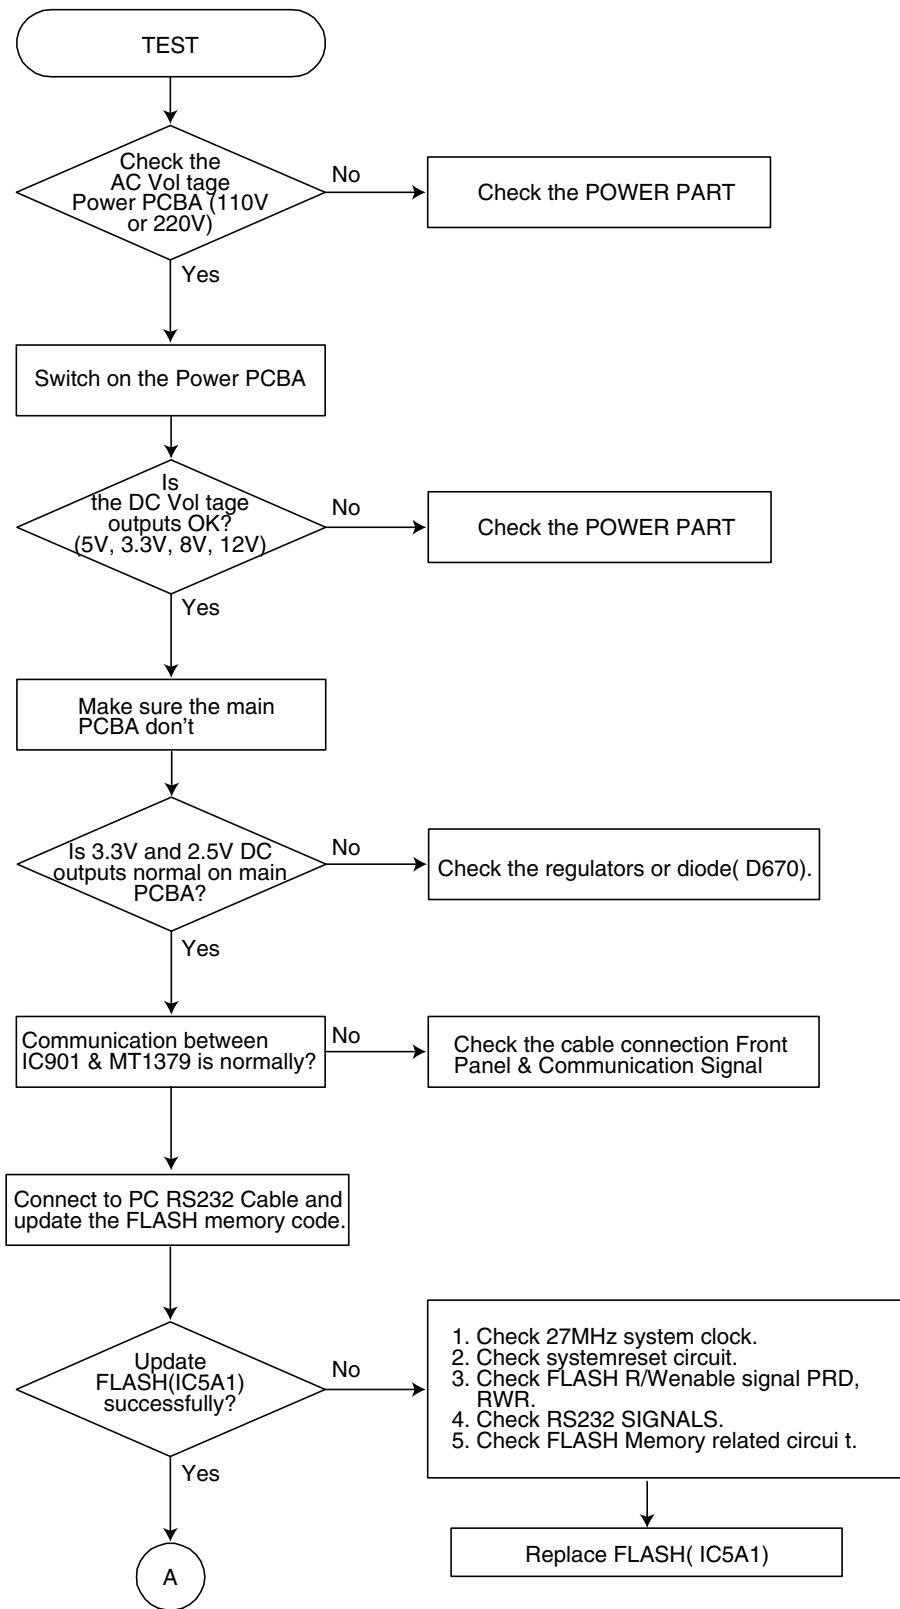 TEST
Check the
AC Vol tage
Power PCBA (110V
or 220V)
No
Check the POWER PART
Yes
Switch on the Power PCBA
Is
the DC Vol tage
outputs OK?
(5V, 3.3V, 8V, 12V)
No
Check the POWER PART
Yes
Make sure the main
PCBA don't
Is 3.3V and 2.5V DC
outputs normal on main
PCBA?
No
Check the regulators or diode( D670).
Yes
Communication between
IC901 & MT1379 is normally?
No
Check the cable connection Front
Panel & Communication Signal
Connect to PC RS232 Cable and
update the FLASH memory code.
Update
FLASH(IC5A1)
successfully?
No
1. Check 27MHz system clock.
2. Check systemreset circuit.
3. Check FLASH R/Wenable signal PRD,
RWR.
4. Check RS232 SIGNALS.
5. Check FLASH Memory related circui t.
Yes
Replace FLASH( IC5A1)
A